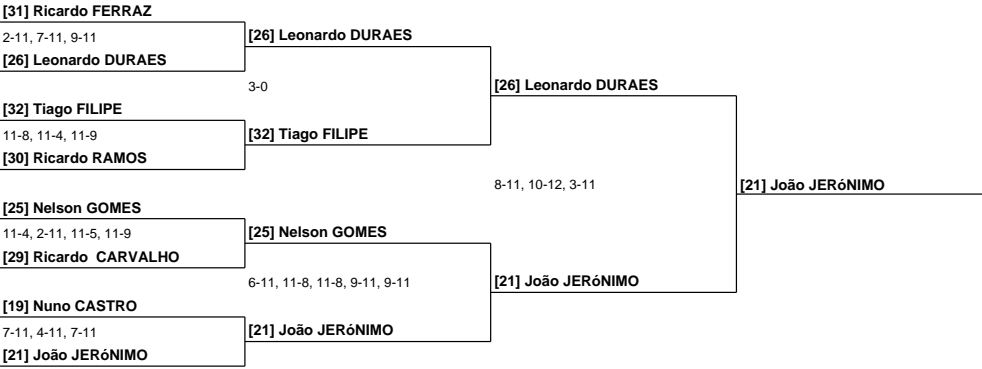 [31] Ricardo FERRAZ
2-11, 7-11, 9-11
[26] Leonardo DURAES
[26] Leonardo DURAES
3-0
[26] Leonardo DURAES
[32] Tiago FILIPE
11-8, 11-4, 11-9
[32] Tiago FILIPE
[30] Ricardo RAMOS
8-11, 10-12, 3-11
[21] João JERóNIMO
[25] Nelson GOMES
11-4, 2-11, 11-5, 11-9
[25] Nelson GOMES
[29] Ricardo  CARVALHO
6-11, 11-8, 11-8, 9-11, 9-11
[21] João JERóNIMO
[19] Nuno CASTRO
7-11, 4-11, 7-11
[21] João JERóNIMO
[21] João JERóNIMO